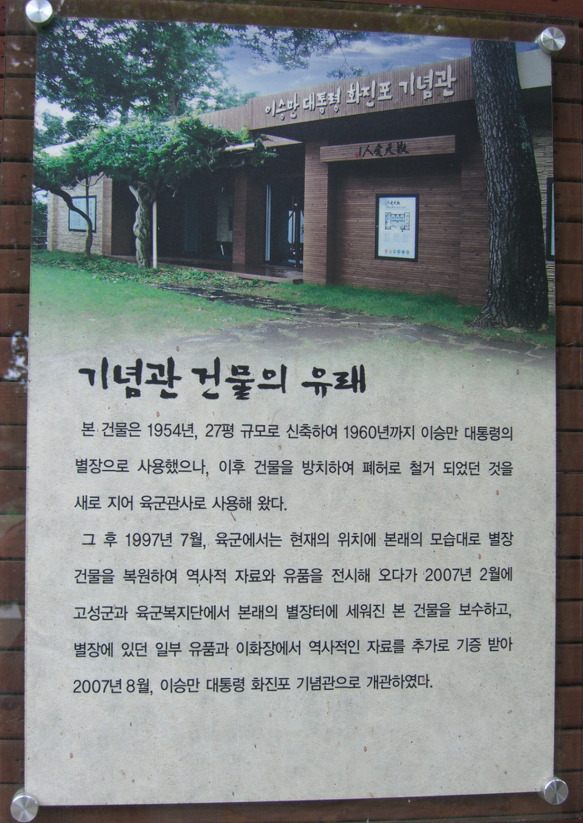 이승만 대통령 화진포 기념관
기념관 건물의 유래
본 건물은 1954년, 27평 규모로 신축하여 1960년까지 이승만 대통령의
별장으로 사용했으나, 이후 건물을 방치하여 폐허로 철거 되었던 것을
새로 지어 육군관사로 사용해 왔다.
그 후 1997년 7월, 육군에서는 현재의 위치에 본래의 모습대로 별장
건물을 복원하여 역사적 자료와 유품을 전시해 오다가 2007년 2월에
고성군과 육군복지단에서 본래의 별장터에 세워진 본 건물을 보수하고,
별장에 있던 일부 유품과 이화장에서 역사적인 자료를 추가로 기증 받아
2007년 8월, 이승만 대통령 화진포 기념관으로 개관하였다.